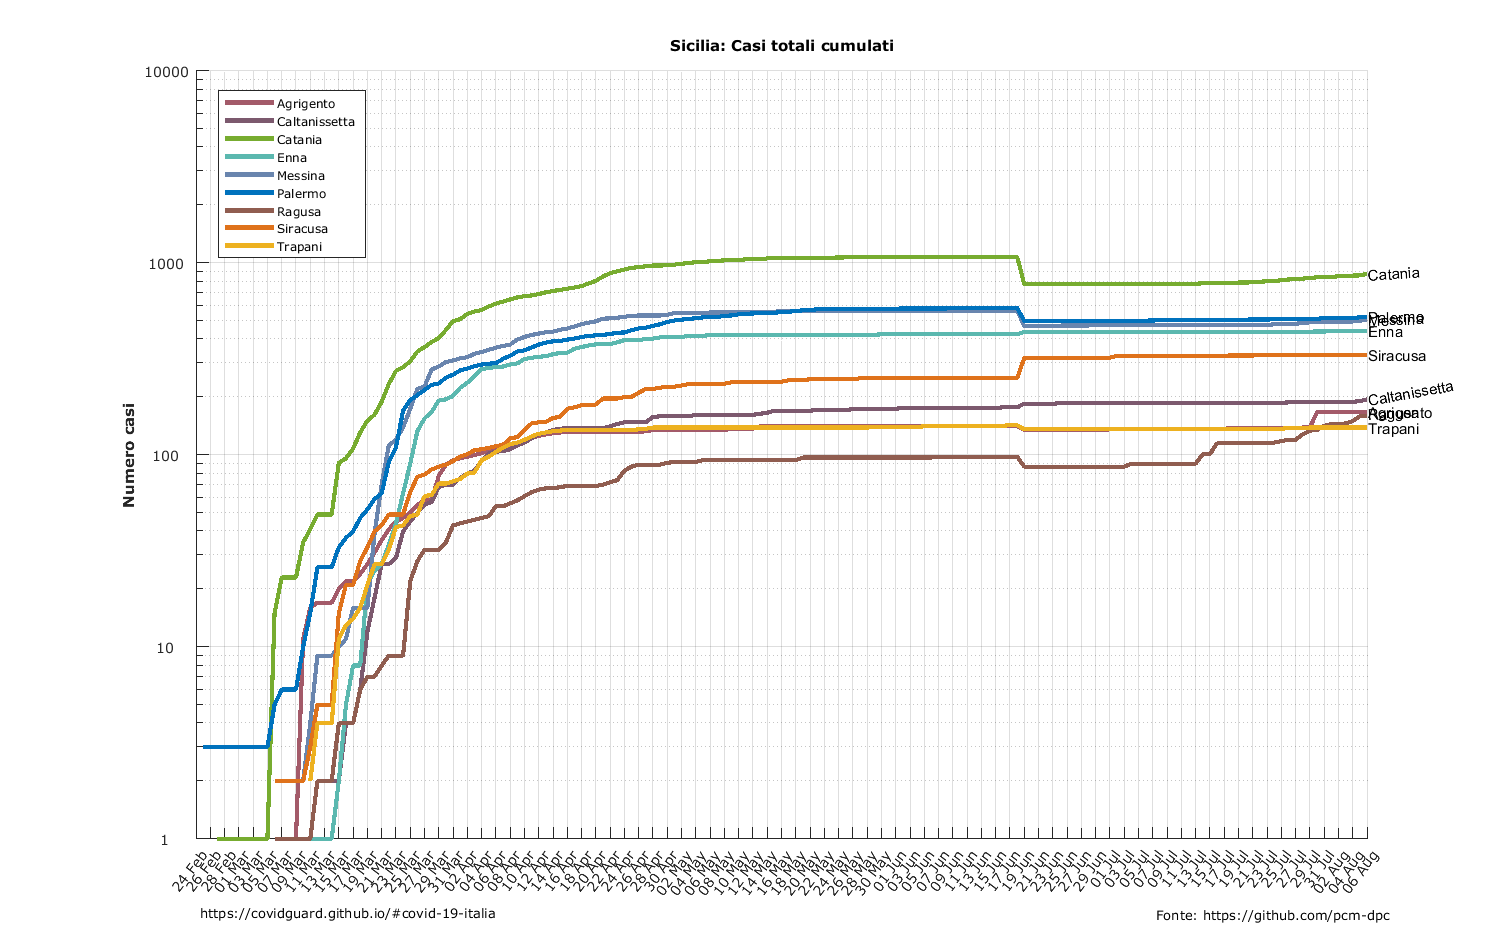 Sicilia: Casi totali cumulati
Numero casi
10000
1000
100
10
1
Agrigento
Caltanissetta
Catania
Enna
Messina
Palermo
Ragusa
Siracusa
Trapani
Catania
Palermo
Messina
Enna
Siracusa
Caltanissetta
Agrigento
Ragusa
Trapani
24 Feb
26 Feb
28 Feb
01 Mar
03 Mar
05 Mar
07 Mar
09 Mar
11 Mar
13 Mar
15 Mar
17 Mar
19 Mar
21 Mar
23 Mar
25 Mar
27 Mar
29 Mar
31 Mar
02 Apr
04 Apr
06 Apr
08 Apr
10 Apr
12 Apr
14 Apr
16 Apr
18 Apr
20 Apr
22 Apr
24 Apr
26 Apr
28 Apr
30 Apr
02 May
04 May
06 May
08 May
10 May
12 May
14 May
16 May
18 May
20 May
22 May
24 May
26 May
28 May
30 May
01 Jun
03 Jun
05 Jun
07 Jun
09 Jun
11 Jun
13 Jun
15 Jun
17 Jun
19 Jun
21 Jun
23 Jun
25 Jun
27 Jun
29 Jun
01 Jul
03 Jul
05 Jul
07 Jul
09 Jul
11 Jul
13 Jul
15 Jul
17 Jul
19 Jul
21 Jul
23 Jul
25 Jul
27 Jul
29 Jul
31 Jul
02 Aug
04 Aug
06 Aug
https://covidguard.github.io/#covid-19-italia
Fonte: https://github.com/pcm-dpc